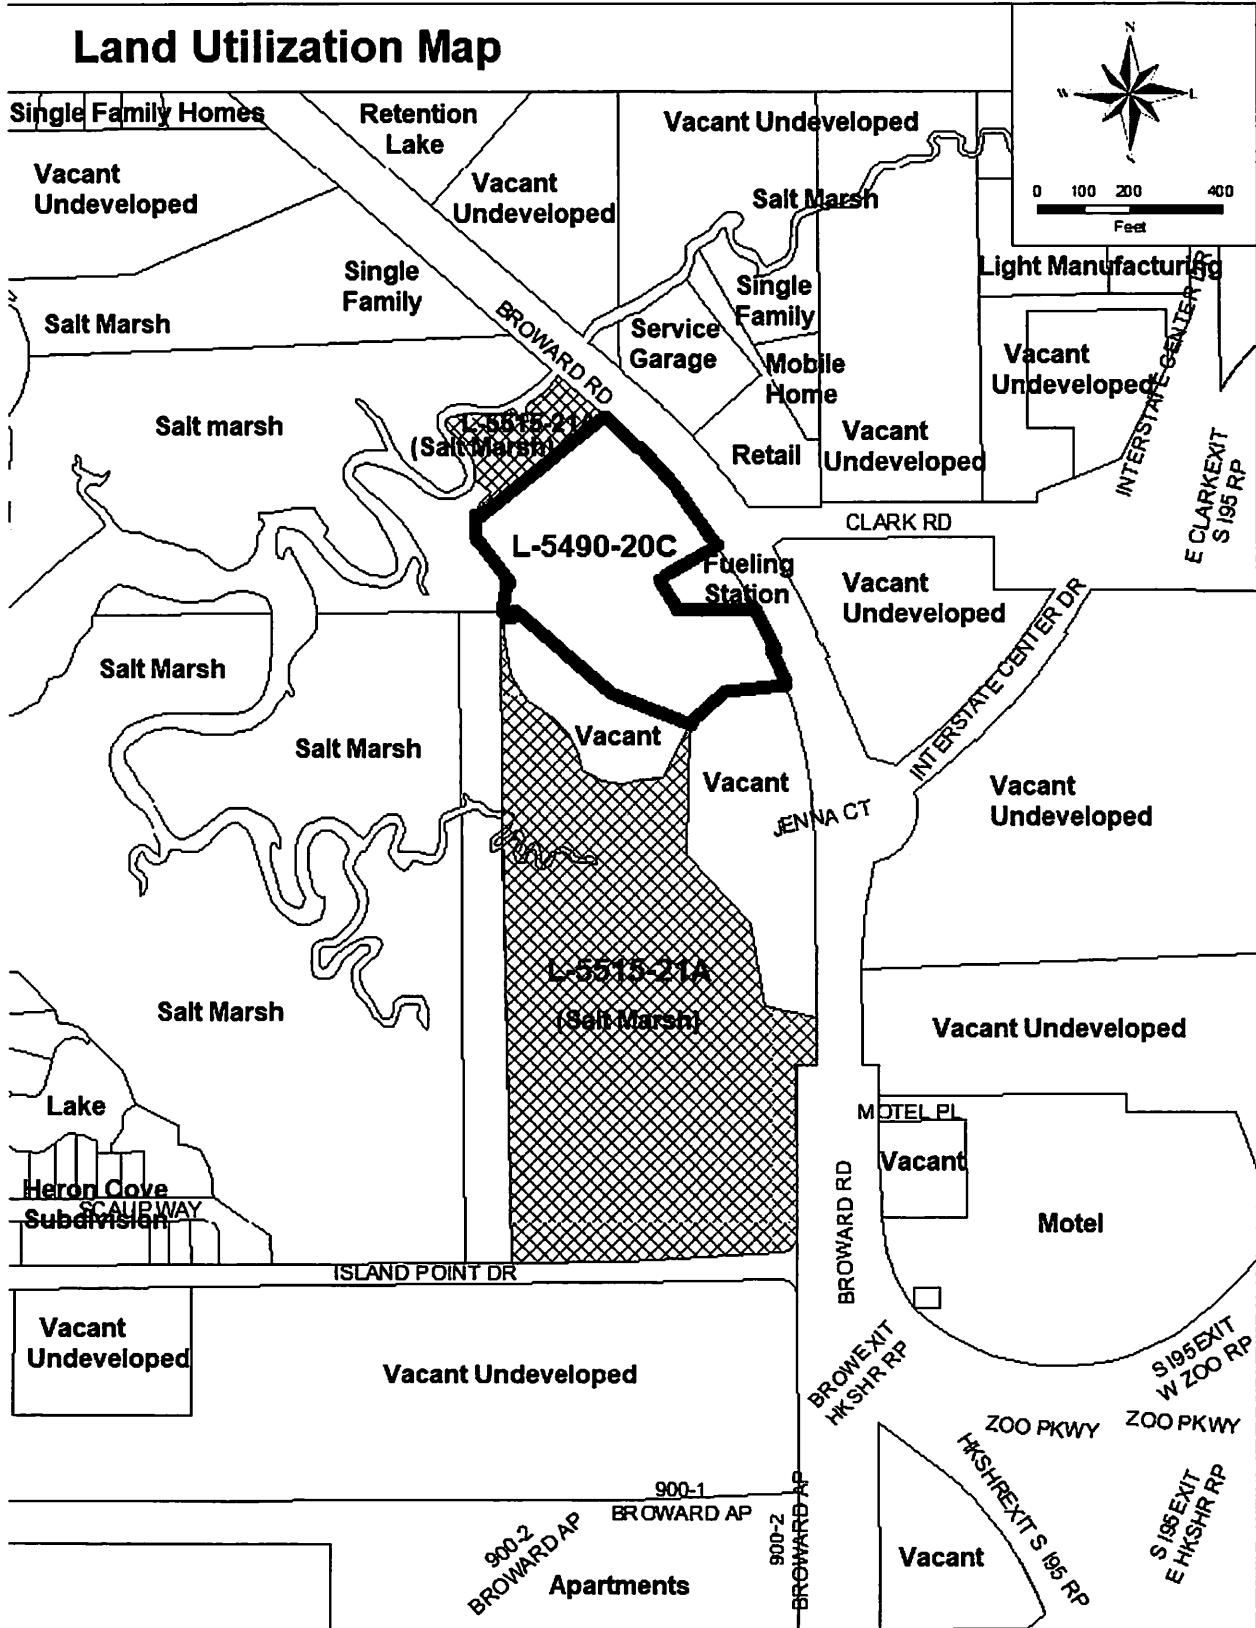 Land Utilization Map
N
W
0 100 200 400
Feet
Single Family Homes
Retention
Lake
Vacant Undeveloped
Vacant
Undeveloped
Vacant
Undeveloped
Salt Marsh
Single
Family
Light Manufacturing
Single
Family
Salt Marsh
BROWARD RD
Service
Garage
Mobile
Home
Vacant
Undeveloped
INTERSTATE CENTER DR
Salt marsh
L-5515-21
(Salt Marsh)
Retail
Vacant
Undeveloped
E CLARKEXIT
S I95 RP
CLARK RD
L-5490-20C
Fueling
Station
Vacant
Undeveloped
INTERSTATE CENTER DR
Salt Marsh
Salt Marsh
Vacant
Vacant
JENNA CT
Vacant
Undeveloped
L-5515-21A
(Salt Marsh)
Salt Marsh
Vacant Undeveloped
Lake
MOTEL PL
Vacant
Heron Cove
Subdivision
SCAUP WAY
Motel
BROWARD RD
ISLAND POINT DR
Vacant
Undeveloped
Vacant Undeveloped
BROWEXIT
HKSHR RP
S I95 EXIT
W ZOO RP
ZOO PKWY
ZOO PKWY
HKSHREXIT S I95 RP
S I95 EXIT
E HKSHR RP
900-1
BROWARD AP
900-2
BROWARD AP
900-2
BROWARD AP
Apartments
Vacant